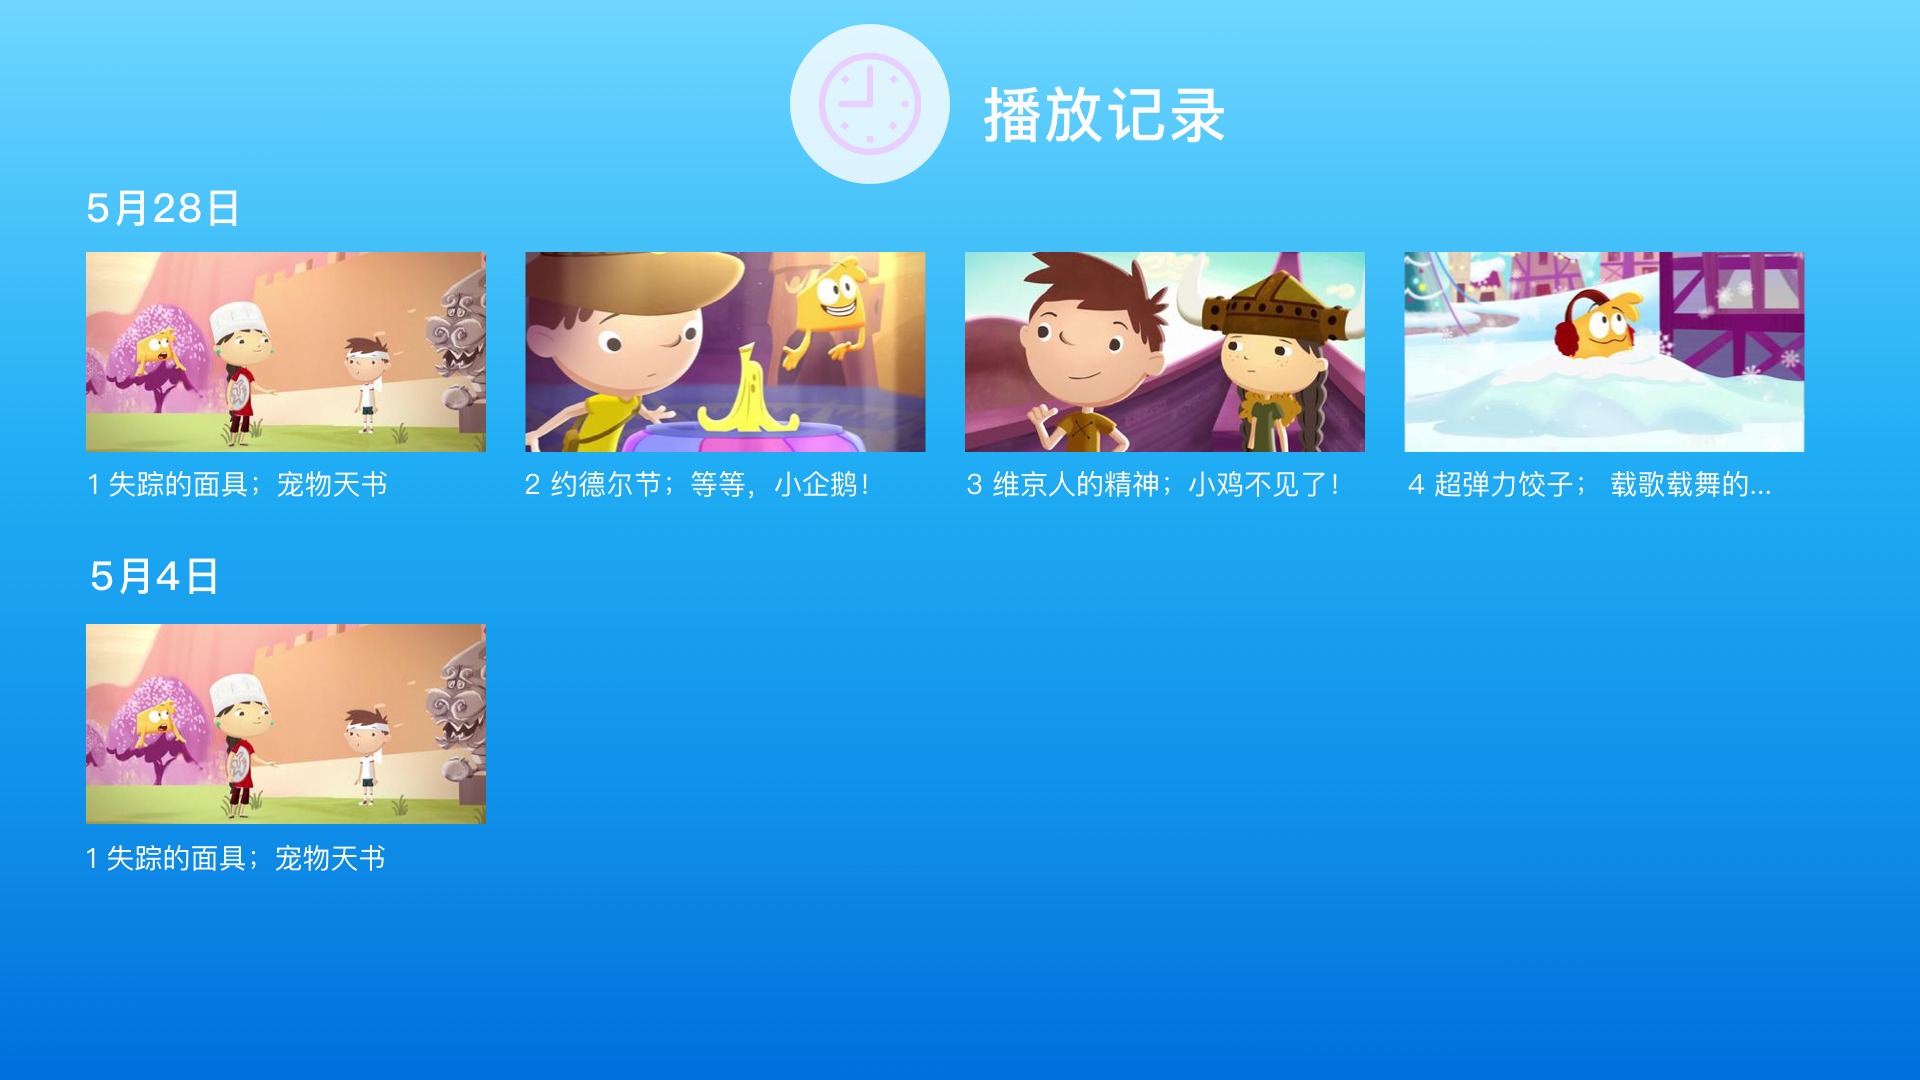 播放记录
5月28日
1 失踪的面具；宠物天书
2 约德尔节；等等，小企鹅！
3 维京人的精神；小鸡不见了！
4 超弹力饺子； 载歌载舞的...
5月4日
1 失踪的面具；宠物天书